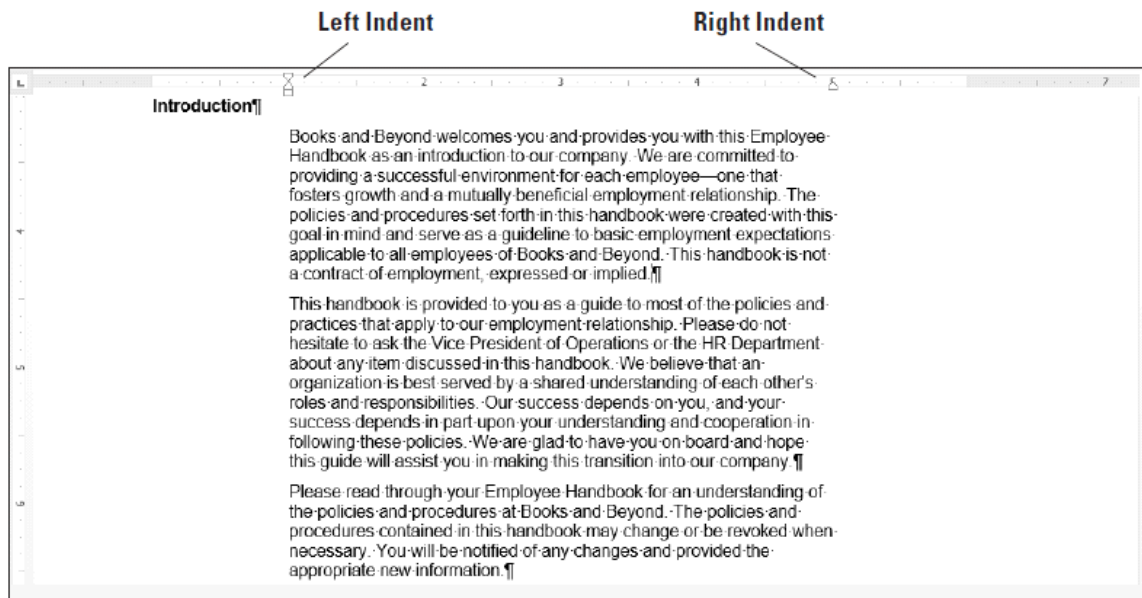 Left Indent Right Indent
2 3 4 5 7
Introduction¶
Books·and·Beyond·welcomes·you·and·provides·you·with·this·Employee·
Handbook·as·an·introduction·to·our·company.··We·are·committed·to·
providing·a·successful·environment·for·each·employee—one·that·
fosters·growth·and·a·mutually·beneficial·employment·relationship.··The·
policies·and·procedures·set·forth·in·this·handbook·were·created·with·this·
goal·in·mind·and·serve·as·a·guideline·to·basic·employment·expectations·
applicable·to·all·employees·of·Books·and·Beyond.··This·handbook·is·not·
a·contract·of·employment,·expressed·or·implied.¶
This·handbook·is·provided·to·you·as·a·guide·to·most·of·the·policies·and·
practices·that·apply·to·our·employment·relationship.··Please·do·not·
hesitate·to·ask·the·Vice·President·of·Operations·or·the·HR·Department·
about·any·item·discussed·in·this·handbook.··We·believe·that·an·
organization·is·best·served·by·a·shared·understanding·of·each·other's·
roles·and·responsibilities.··Our·success·depends·on·you,·and·your·
success·depends·in·part·upon·your·understanding·and·cooperation·in·
following·these·policies.··We·are·glad·to·have·you·on·board·and·hope·
this·guide·will·assist·you·in·making·this·transition·into·our·company.¶
Please·read·through·your·Employee·Handbook·for·an·understanding·of·
the·policies·and·procedures·at·Books·and·Beyond.··The·policies·and·
procedures·contained·in·this·handbook·may·change·or·be·revoked·when·
necessary.··You·will·be·notified·of·any·changes·and·provided·the·
appropriate·new·information.¶
4
5
6